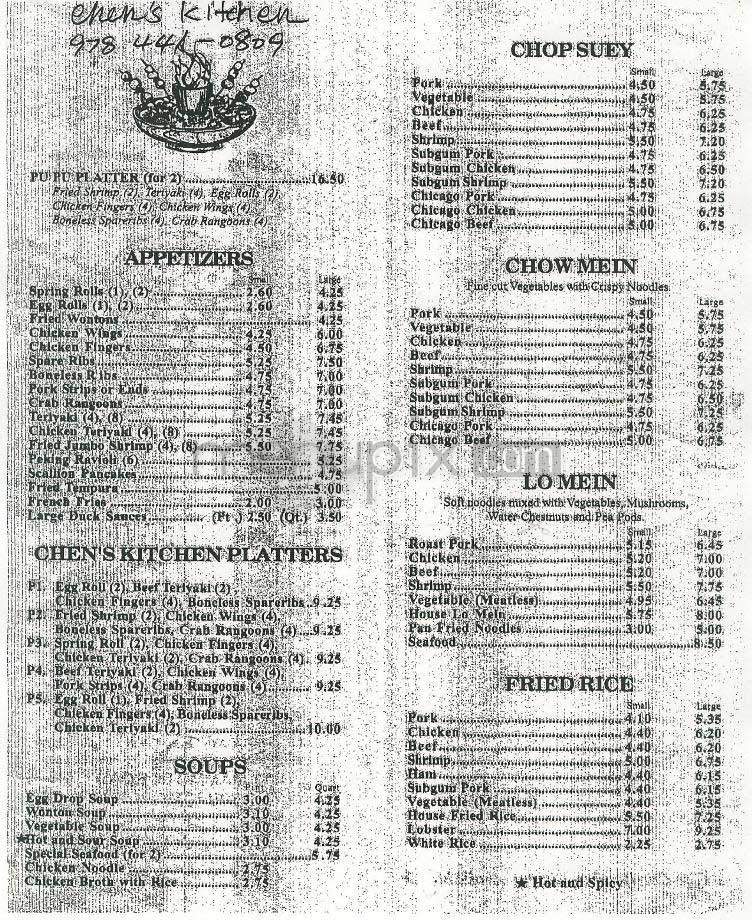 Chen's Kitchen
978 441-0809
PU PU PLATTER (for 2) 16.50
Fried Shrimp (2), Teriyaki (4), Egg Rolls (2),
Chicken Fingers (4), Chicken Wings (4),
Boneless Spareribs (4), Crab Rangoons (4)
APPETIZERS
Small Large
Spring Rolls (1), (2) 2.60 4.25
Egg Rolls (1), (2) 2.60 4.25
Fried Wontons 4.25
Chicken Wings 4.25 6.00
Chicken Fingers 4.50 6.75
Spare Ribs 5.25 7.50
Boneless Ribs 4.75 7.00
Pork Strips or Ends 4.75 7.00
Crab Rangoons 4.75 7.00
Teriyaki (4), (8) 5.25 7.45
Chicken Teriyaki (4), (8) 5.25 7.45
Fried Jumbo Shrimp (4), (8) 5.50 7.75
Peking Ravioli (6) 5.25
Scallion Pancakes 4.75
Fried Tempura 5.00
French Fries 2.00 3.00
Large Duck Sauces (Pt.) 2.50 (Qt.) 3.50
CHEN'S KITCHEN PLATTERS
P1. Egg Roll (2), Beef Teriyaki (2)
Chicken Fingers (4), Boneless Spareribs 9.25
P2. Fried Shrimp (2), Chicken Wings (4),
Boneless Spareribs, Crab Rangoons (4) 9.25
P3. Spring Roll (2), Chicken Fingers (4),
Chicken Teriyaki (2), Crab Rangoons (4) 9.25
P4. Beef Teriyaki (2), Chicken Wings (4)
Pork Strips (4), Crab Rangoons (4) 9.25
P5. Egg Roll (1), Fried Shrimp (2),
Chicken Fingers (4), Boneless Spareribs,
Chicken Teriyaki (2) 10.00
SOUPS
Quart
Egg Drop Soup 3.00 4.25
Wonton Soup 3.10 4.25
Vegetable Soup 3.00 4.25
★Hot and Sour Soup 3.10 4.25
Special Seafood (for 2) 5.75
Chicken Noodle 2.75
Chicken Broth with Rice 2.75
CHOP SUEY
Small Large
Pork 4.50 5.75
Vegetable 4.50 5.75
Chicken 4.75 6.25
Beef 4.75 6.25
Shrimp 5.50 7.20
Subgum Pork 4.75 6.25
Subgum Chicken 4.75 6.50
Subgum Shrimp 5.50 7.20
Chicago Pork 4.75 6.25
Chicago Chicken 5.00 6.75
Chicago Beef 5.00 6.75
CHOW MEIN
Fine cut Vegetables with Crispy Noodles
Small Large
Pork 4.50 5.75
Vegetable 4.50 5.75
Chicken 4.75 6.25
Beef 4.75 6.25
Shrimp 5.50 7.25
Subgum Pork 4.75 6.25
Subgum Chicken 4.75 6.50
Subgum Shrimp 5.50 7.25
Chicago Pork 4.75 6.25
Chicago Beef 5.00 6.75
LO MEIN
Soft noodles mixed with Vegetables, Mushrooms,
Water Chestnuts and Pea Pods.
Small Large
Roast Pork 5.15 6.45
Chicken 5.20 7.00
Beef 5.20 7.00
Shrimp 5.50 7.75
Vegetable (Meatless) 4.95 6.45
House Lo Mein 5.75 8.00
Pan Fried Noodles 3.00 5.00
Seafood 8.50
FRIED RICE
Small Large
Pork 4.10 5.35
Chicken 4.40 6.20
Beef 4.40 6.20
Shrimp 5.00 6.75
Ham 4.40 6.15
Subgum Pork 4.40 6.15
Vegetable (Meatless) 4.40 5.35
House Fried Rice 5.50 7.25
Lobster 7.00 9.25
White Rice 2.25 2.75
★ Hot and Spicy